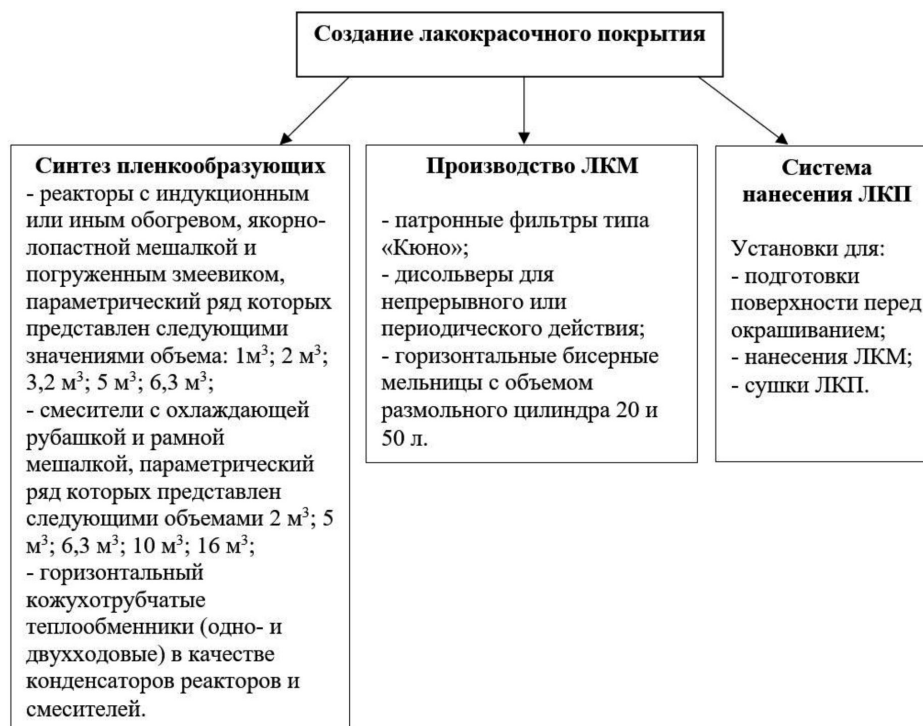 Создание лакокрасочного покрытия
Синтез пленкообразующих
- реакторы с индукционным
или иным обогревом, якорно-
лопастной мешалкой и
погруженным змеевиком,
параметрический ряд которых
представлен следующими
значениями объема: 1м³; 2 м³;
3,2 м³; 5 м³; 6,3 м³;
- смесители с охлаждающей
рубашкой и рамной
мешалкой, параметрический
ряд которых представлен
следующими объемами 2 м³; 5
м³; 6,3 м³; 10 м³; 16 м³;
- горизонтальный
кожухотрубчатые
теплообменники (одно- и
двухходовые) в качестве
конденсаторов реакторов и
смесителей.
Производство ЛКМ
- патронные фильтры типа
«Кюно»;
- дисольверы для
непрерывного или
периодического действия;
- горизонтальные бисерные
мельницы с объемом
размольного цилиндра 20 и
50 л.
Система
нанесения ЛКП
Установки для:
- подготовки
поверхности перед
окрашиванием;
- нанесения ЛКМ;
- сушки ЛКП.